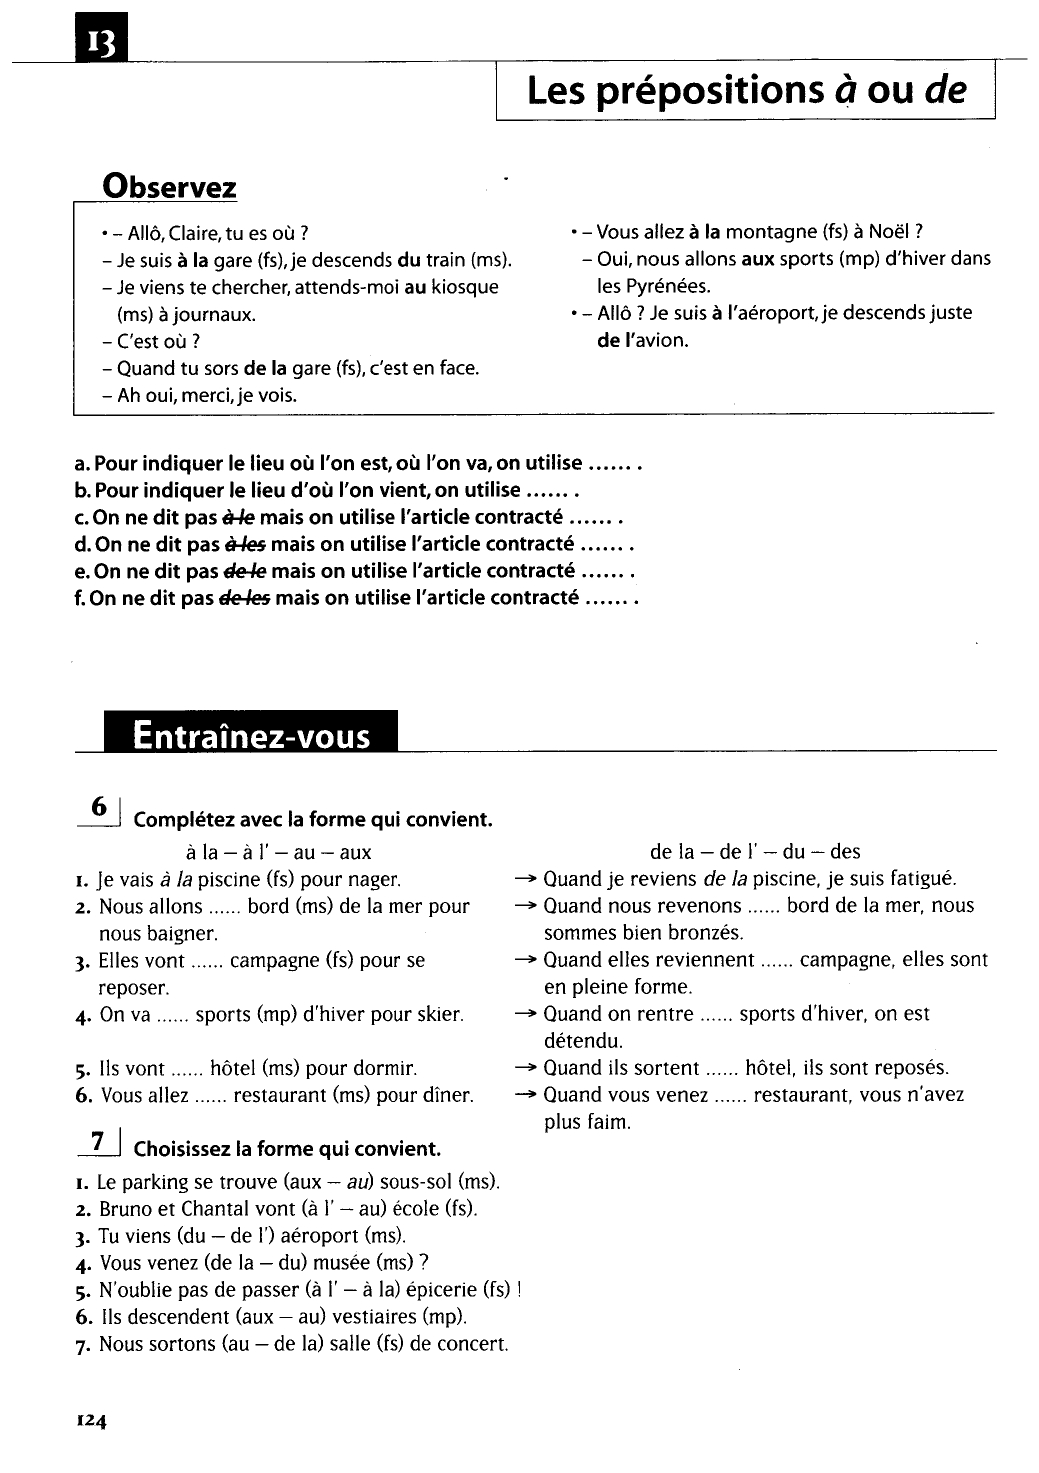 13
Les prépositions à ou de
Observez
• – Allô, Claire, tu es où ?
– Je suis à la gare (fs), je descends du train (ms).
– Je viens te chercher, attends-moi au kiosque
(ms) à journaux.
– C'est où ?
– Quand tu sors de la gare (fs), c'est en face.
– Ah oui, merci, je vois.
• – Vous allez à la montagne (fs) à Noël ?
– Oui, nous allons aux sports (mp) d'hiver dans
les Pyrénées.
• – Allô ? Je suis à l'aéroport, je descends juste
de l'avion.
a. Pour indiquer le lieu où l'on est, où l'on va, on utilise ...... .
b. Pour indiquer le lieu d'où l'on vient, on utilise ...... .
c. On ne dit pas à le mais on utilise l'article contracté ...... .
d. On ne dit pas à les mais on utilise l'article contracté ...... .
e. On ne dit pas de le mais on utilise l'article contracté ...... .
f. On ne dit pas de les mais on utilise l'article contracté ...... .
Entraînez-vous
6 Complétez avec la forme qui convient.
à la – à l' – au – aux
1. Je vais à la piscine (fs) pour nager.
2. Nous allons ...... bord (ms) de la mer pour
nous baigner.
3. Elles vont ...... campagne (fs) pour se
reposer.
4. On va ...... sports (mp) d'hiver pour skier.
5. Ils vont ...... hôtel (ms) pour dormir.
6. Vous allez ...... restaurant (ms) pour dîner.
de la – de l' – du – des
→ Quand je reviens de la piscine, je suis fatigué.
→ Quand nous revenons ...... bord de la mer, nous
sommes bien bronzés.
→ Quand elles reviennent ...... campagne, elles sont
en pleine forme.
→ Quand on rentre ...... sports d'hiver, on est
détendu.
→ Quand ils sortent ...... hôtel, ils sont reposés.
→ Quand vous venez ...... restaurant, vous n'avez
plus faim.
7 Choisissez la forme qui convient.
1. Le parking se trouve (aux – au) sous-sol (ms).
2. Bruno et Chantal vont (à l' – au) école (fs).
3. Tu viens (du – de l') aéroport (ms).
4. Vous venez (de la – du) musée (ms) ?
5. N'oublie pas de passer (à l' – à la) épicerie (fs) !
6. Ils descendent (aux – au) vestiaires (mp).
7. Nous sortons (au – de la) salle (fs) de concert.
124